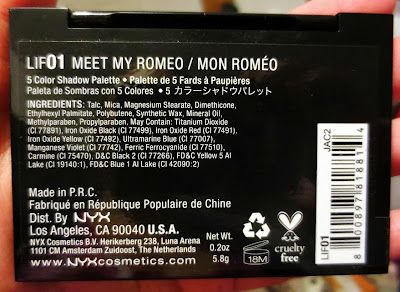 LIF01 MEET MY ROMEO / MON ROMÉO
5 Color Shadow Palette • Palette de 5 Fards à Paupières
Paleta de Sombras con 5 Colores • 5 カラーシャドウパレット
INGREDIENTS: Talc, Mica, Magnesium Stearate, Dimethicone,
Ethylhexyl Palmitate, Polybutene, Synthetic Wax, Mineral Oil,
Methylparaben, Propylparaben, May Contain: Titanium Dioxide
(CI 77891), Iron Oxide Black (CI 77499), Iron Oxide Red (CI 77491),
Iron Oxide Yellow (CI 77492), Ultramarine Blue (CI 77007),
Manganese Violet (CI 77742), Ferric Ferrocyanide (CI 77510),
Carmine (CI 75470), D&C Black 2 (CI 77266), FD&C Yellow 5 Al
Lake (CI 19140:1), FD&C Blue 1 Al Lake (CI 42090:2)
Made in P.R.C.
Fabriqué en République Populaire de Chine
Dist. By NYX
Los Angeles, CA 90040 U.S.A.
NYX Cosmetics B.V. Herikerberg 238, Luna Arena
1101 CM Amsterdam Zuidoost, The Netherlands
www.NYXcosmetics.com
Net Wt.
0.2oz
5.8g
18M
cruelty
free
JAC2
8 00897 81881 4
LIF01